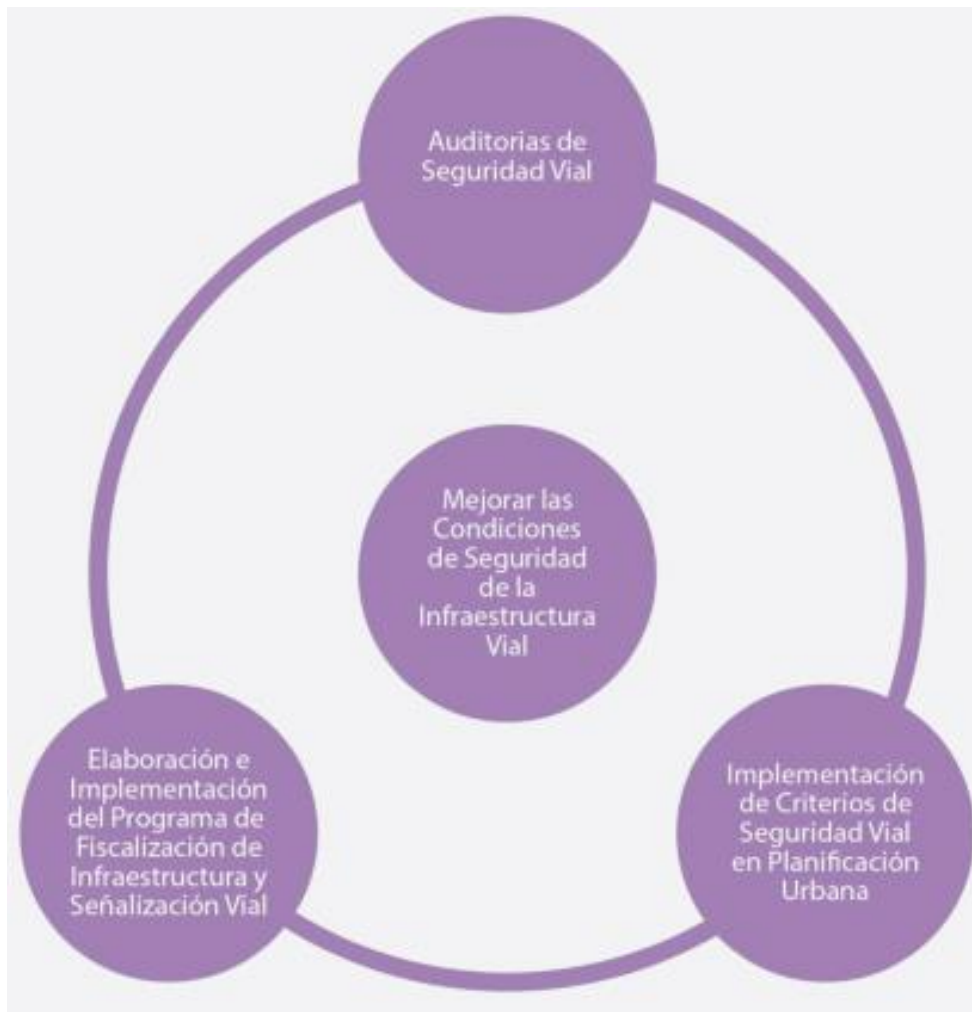 Auditorias de
Seguridad Vial
Mejorar las
Condiciones
de Seguridad
de la
Infraestructura
Vial
Elaboración e
Implementación
del Programa de
Fiscalización de
Infraestructura y
Señalización Vial
Implementación
de Criterios de
Seguridad Vial
en Planificación
Urbana